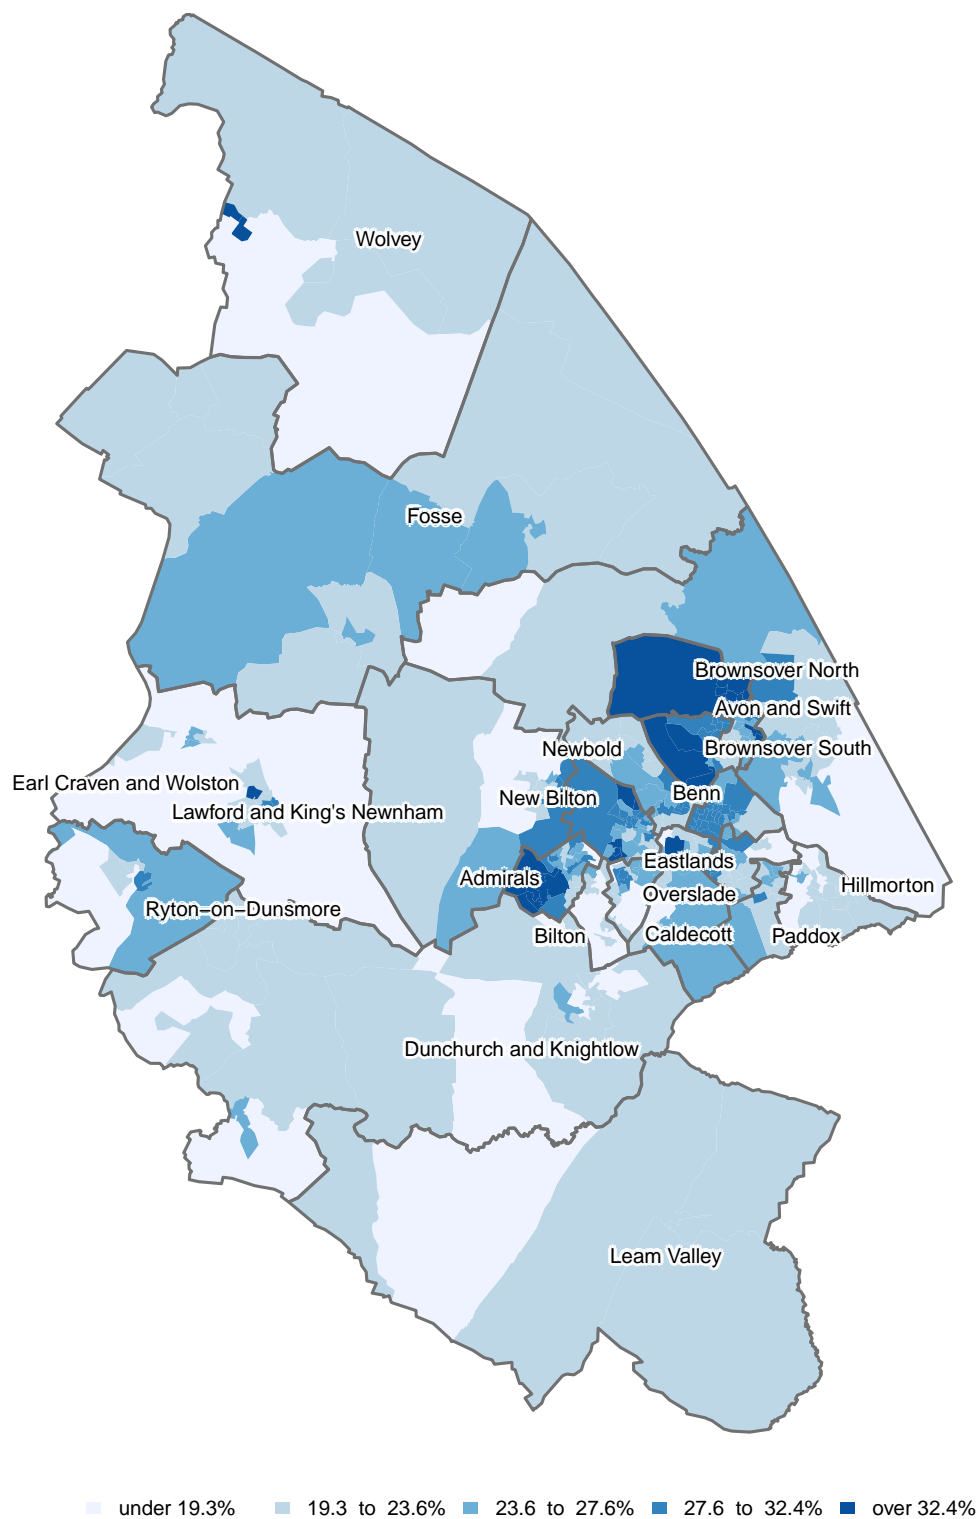 Wolvey
Fosse
Brownsover North
Avon and Swift
Newbold
Brownsover South
Earl Craven and Wolston
New Bilton
Benn
Lawford and King's Newnham
Eastlands
Admirals
Hillmorton
Overslade
Ryton−on−Dunsmore
Bilton
Caldecott
Paddox
Dunchurch and Knightlow
Leam Valley
under 19.3% 19.3 to 23.6% 23.6 to 27.6% 27.6 to 32.4% over 32.4%